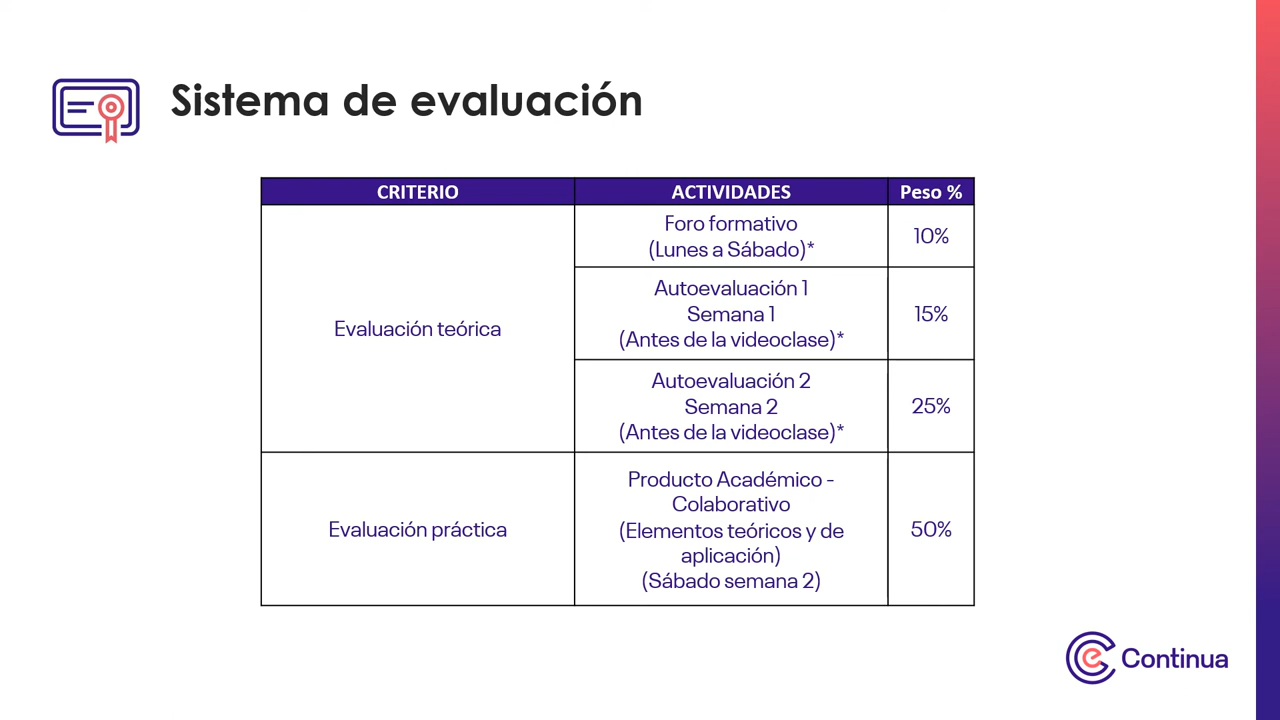 Sistema de evaluación
CRITERIO
ACTIVIDADES
Peso %
Evaluación teórica
Foro formativo
(Lunes a Sábado)*
10%
Autoevaluación 1
Semana 1
(Antes de la videoclase)*
15%
Autoevaluación 2
Semana 2
(Antes de la videoclase)*
25%
Evaluación práctica
Producto Académico -
Colaborativo
(Elementos teóricos y de
aplicación)
(Sábado semana 2)
50%
Continua